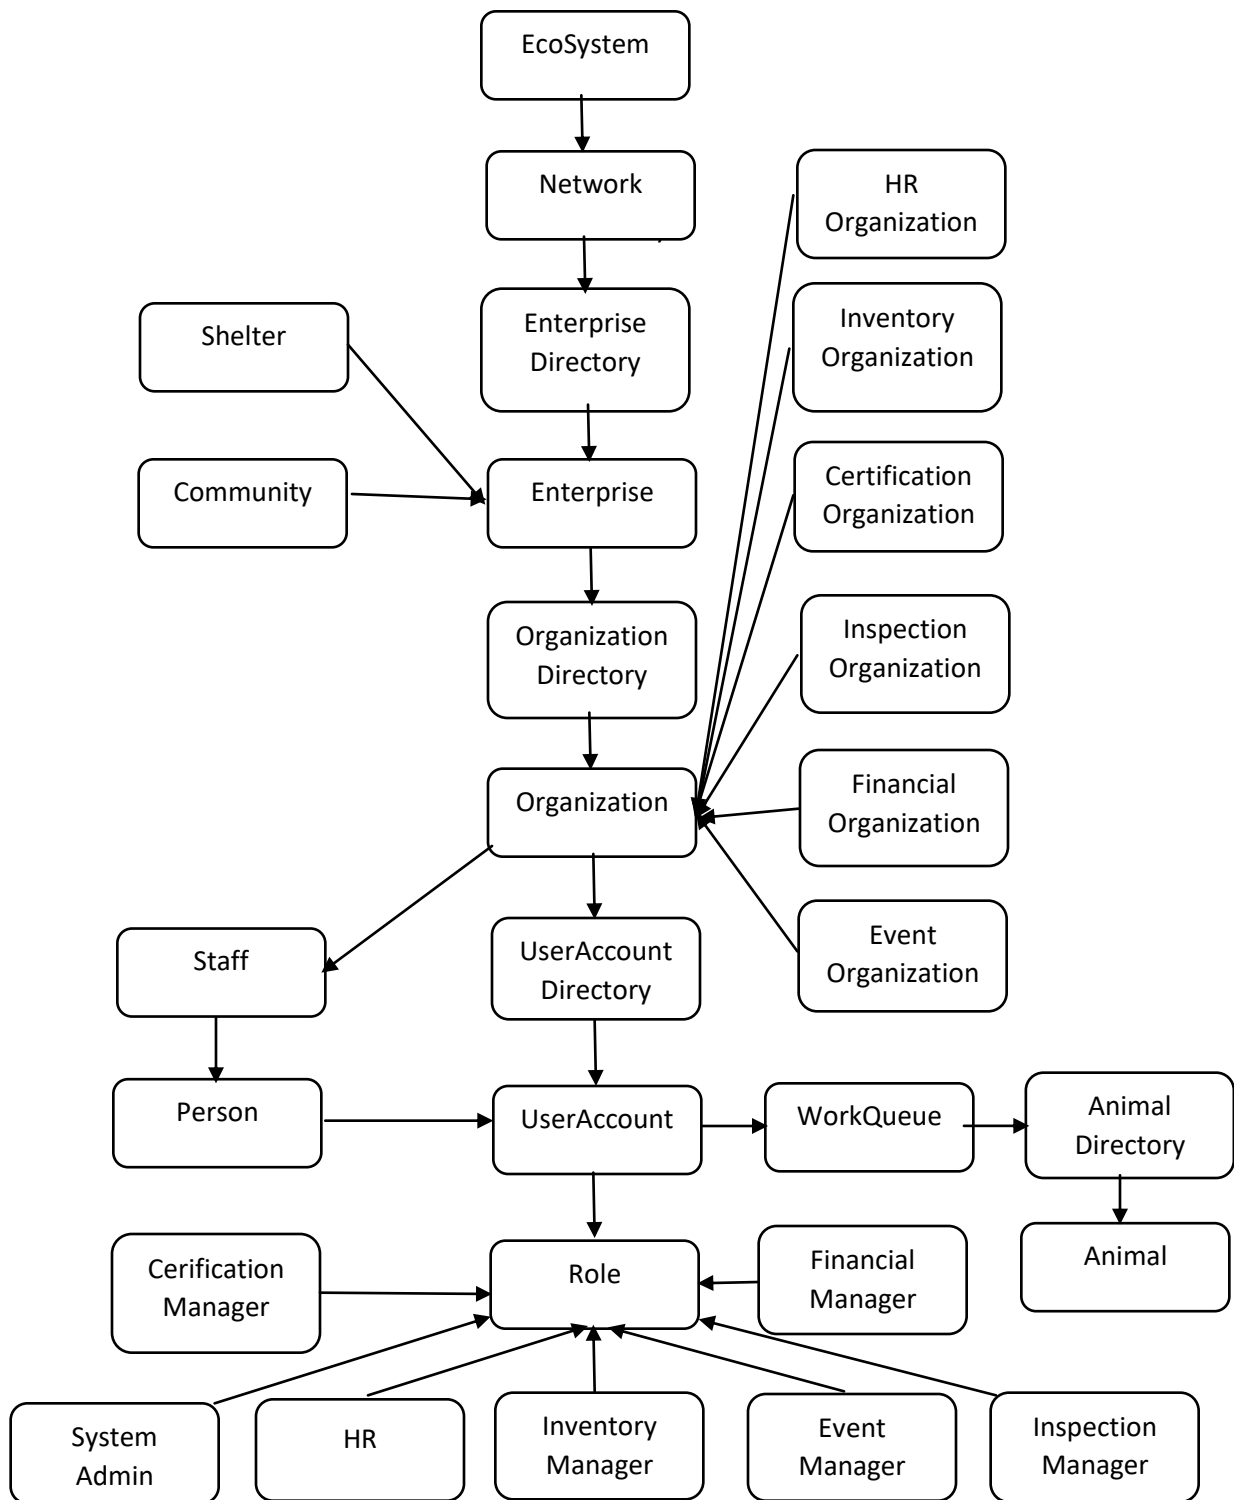 EcoSystem
Network
HR
Organization
Enterprise
Directory
Shelter
Inventory
Organization
Community
Enterprise
Certification
Organization
Organization
Directory
Inspection
Organization
Organization
Financial
Organization
Staff
UserAccount
Directory
Event
Organization
Person
UserAccount
WorkQueue
Animal
Directory
Cerification
Manager
Role
Financial
Manager
Animal
System
Admin
HR
Inventory
Manager
Event
Manager
Inspection
Manager